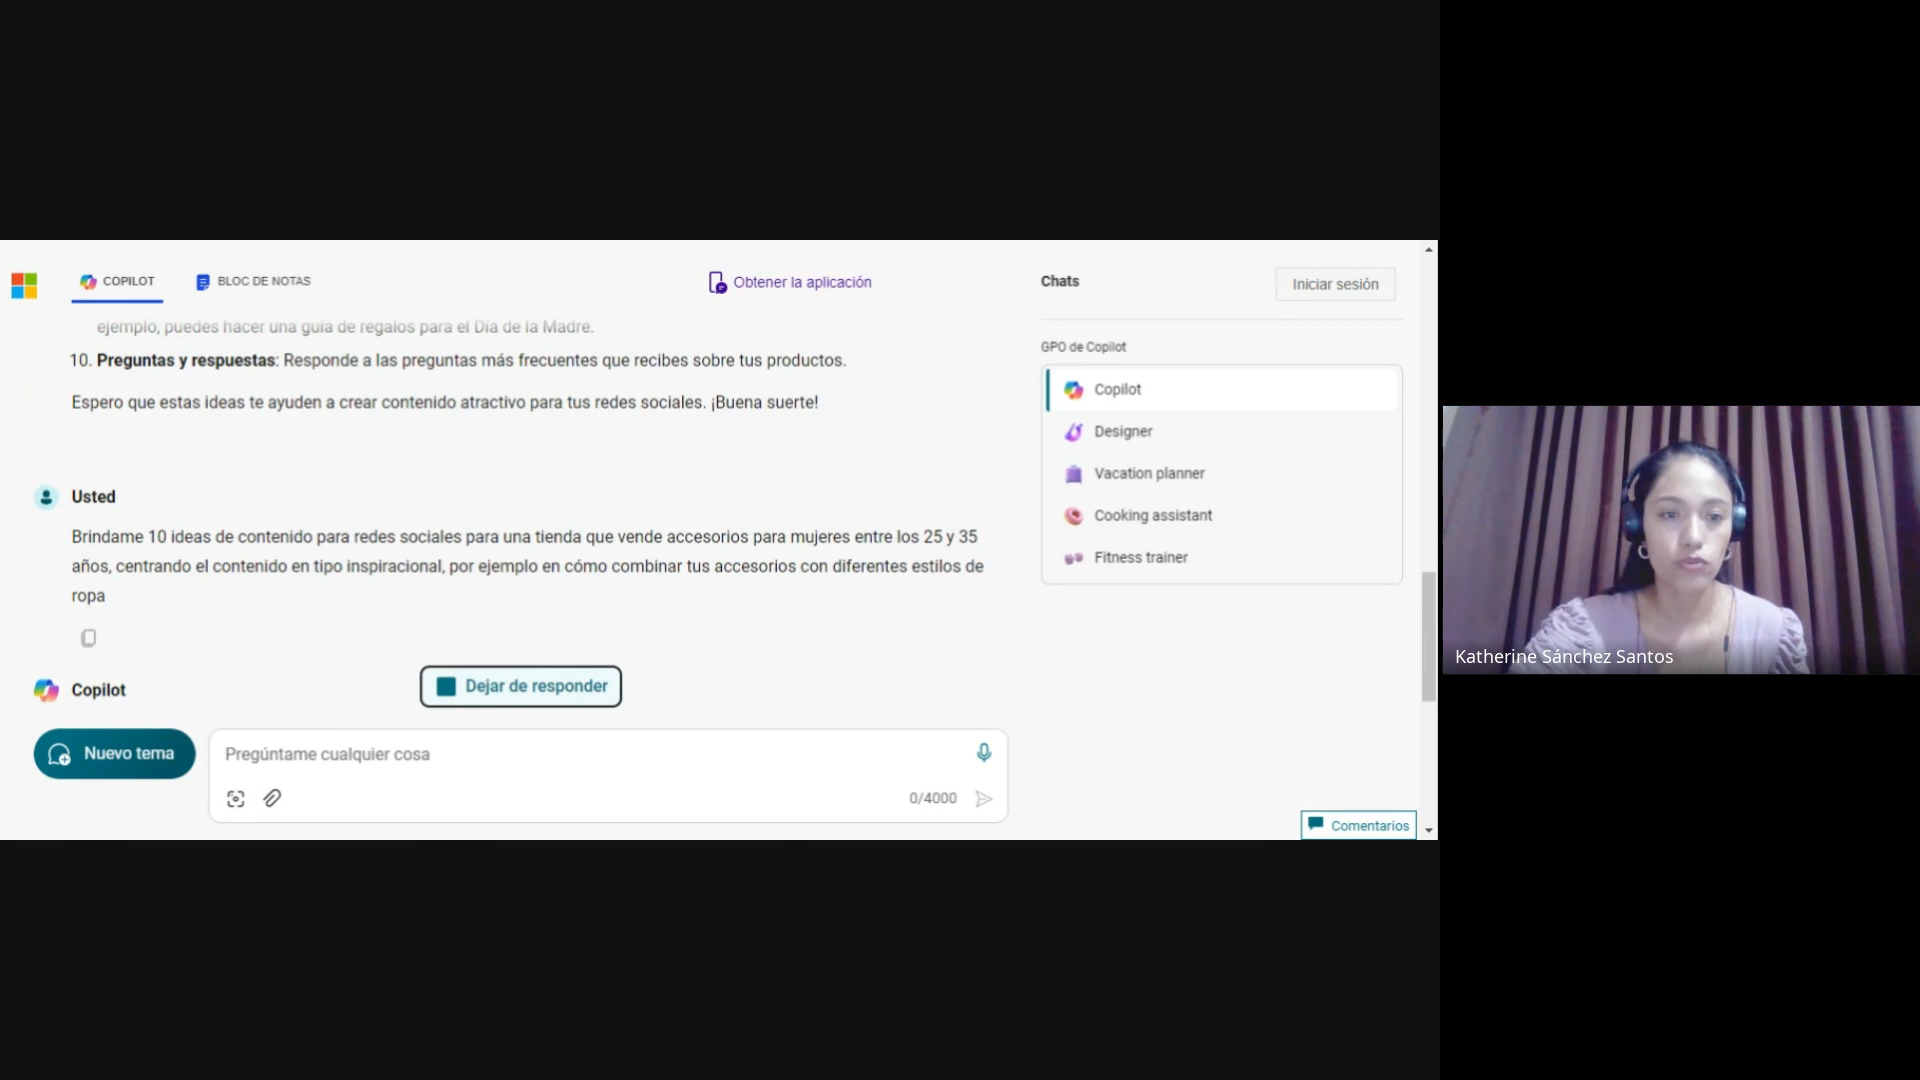 COPILOT
BLOC DE NOTAS
Obtener la aplicación
ejemplo, puedes hacer una guía de regalos para el Día de la Madre.
10. Preguntas y respuestas: Responde a las preguntas más frecuentes que recibes sobre tus productos.
Espero que estas ideas te ayuden a crear contenido atractivo para tus redes sociales. ¡Buena suerte!
Usted
Brindame 10 ideas de contenido para redes sociales para una tienda que vende accesorios para mujeres entre los 25 y 35
años, centrando el contenido en tipo inspiracional, por ejemplo en cómo combinar tus accesorios con diferentes estilos de
ropa
Copilot
Dejar de responder
Nuevo tema
Pregúntame cualquier cosa
0/4000
Chats
Iniciar sesión
GPO de Copilot
Copilot
Designer
Vacation planner
Cooking assistant
Fitness trainer
Comentarios
Katherine Sánchez Santos